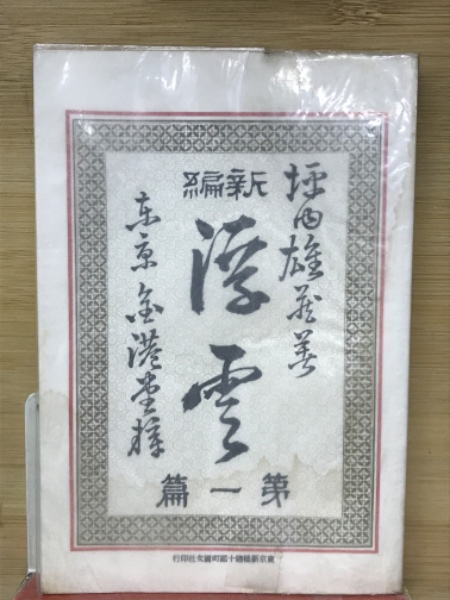 坪内雄蔵著
新編
浮雲
第一篇
東京 金港堂梓